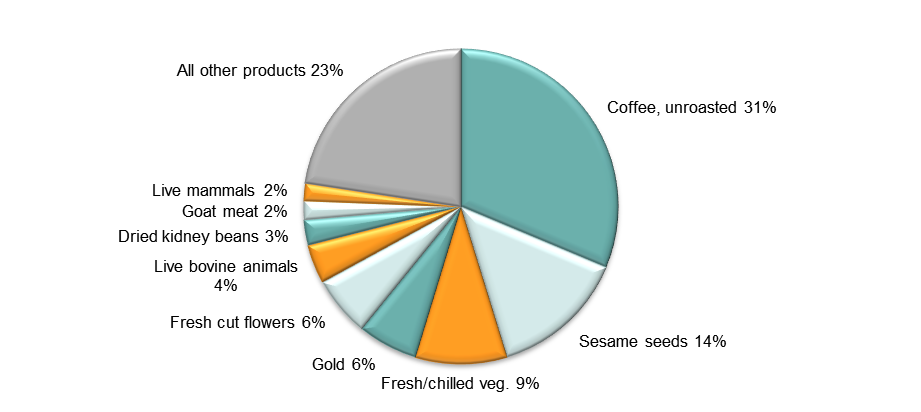 All other products 23%
Coffee, unroasted 31%
Live mammals 2%
Goat meat 2%
Dried kidney beans 3%
Live bovine animals
4%
Fresh cut flowers 6%
Sesame seeds 14%
Gold 6%
Fresh/chilled veg. 9%